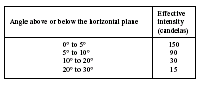 Angle above or below the horizontal plane
Effective
intensity
(candelas)
0° to 5° 150
5° to 10° 90
10° to 20° 30
20° to 30° 15